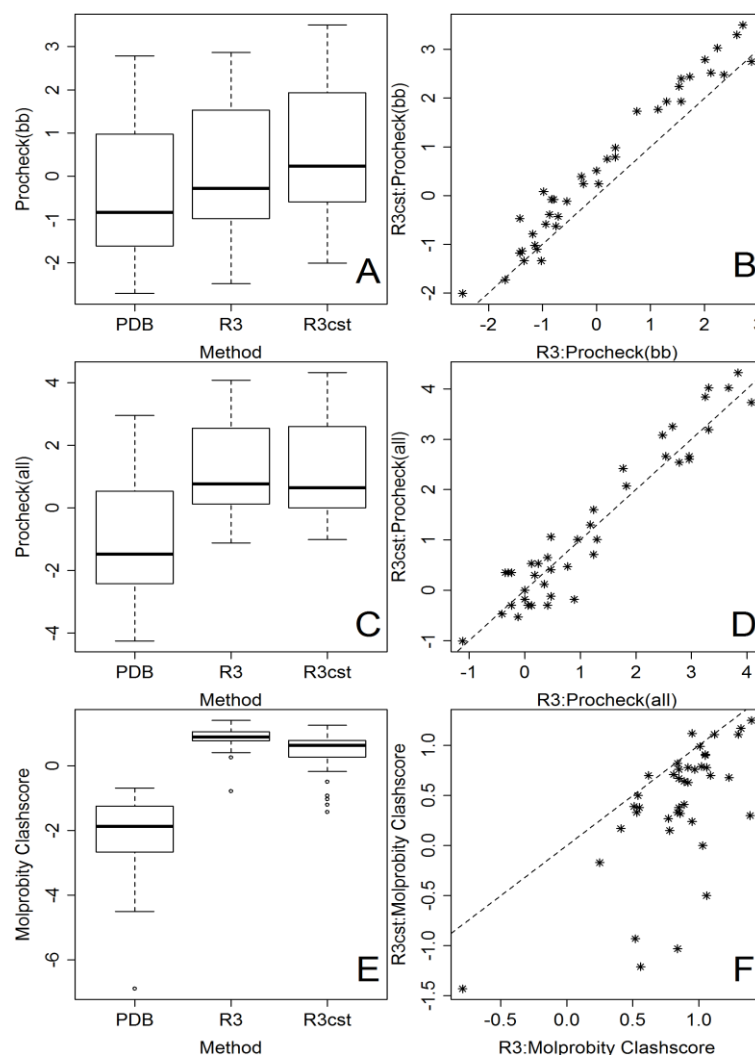 Procheck(bb)
3
2
1
0
-1
-2
PDB R3 R3cst
Method
A
R3cst:Procheck(bb)
3
2
1
0
-1
-2
-2 -1 0 1 2 3
R3:Procheck(bb)
B
Procheck(all)
4
2
0
-2
-4
PDB R3 R3cst
Method
C
R3cst:Procheck(all)
4
3
2
1
0
-1
-1 0 1 2 3 4
R3:Procheck(all)
D
Molprobity Clashscore
0
-2
-4
-6
PDB R3 R3cst
Method
E
R3cst:Molprobity Clashscore
1.0
0.5
0.0
-0.5
-1.0
-1.5
-0.5 0.0 0.5 1.0
R3:Molprobity Clashscore
F